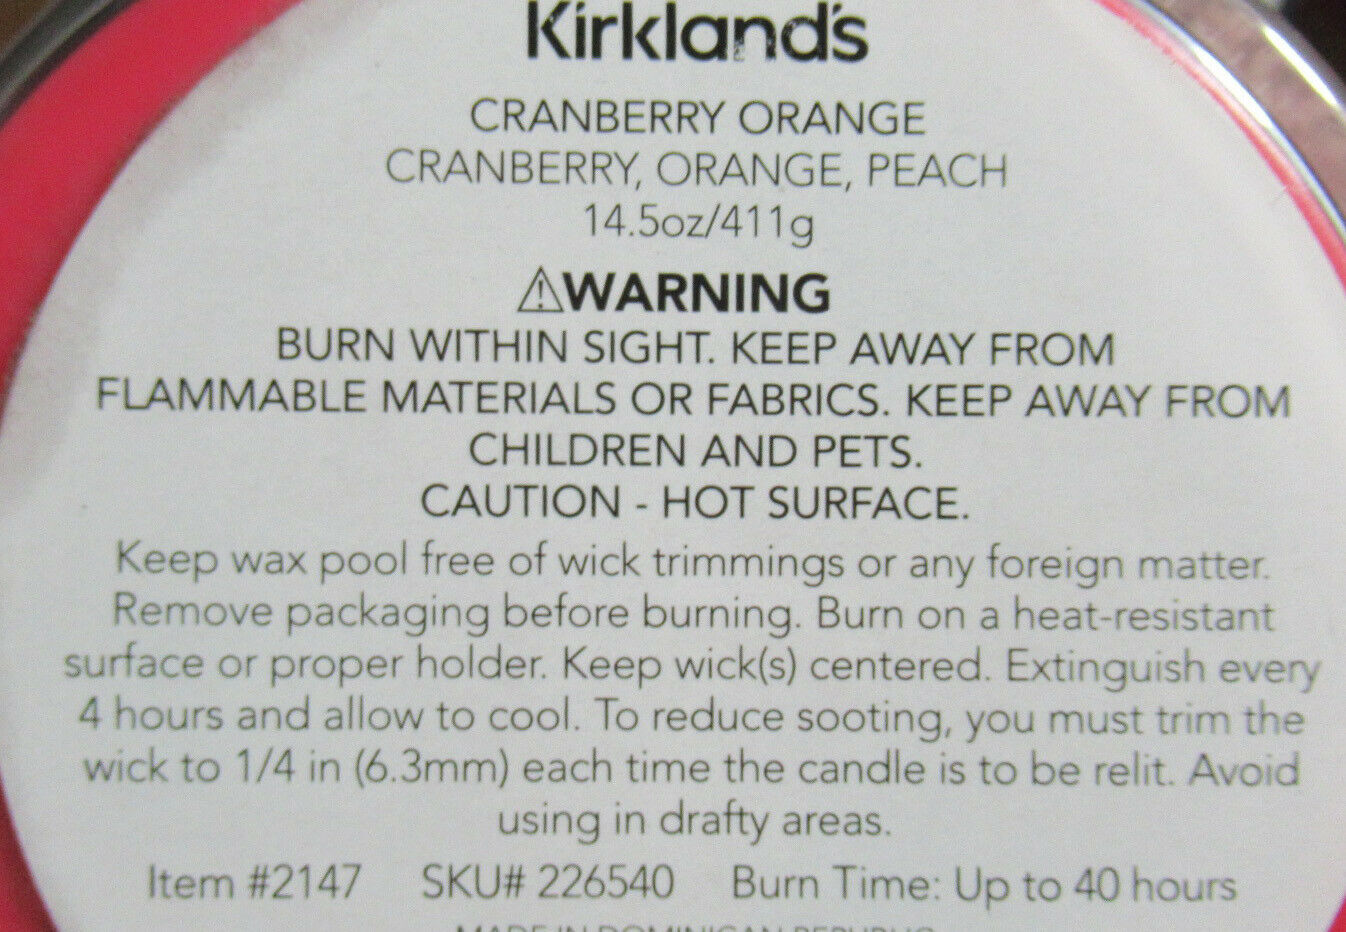 Kirkland's
CRANBERRY ORANGE
CRANBERRY, ORANGE, PEACH
14.5oz/411g
⚠WARNING
BURN WITHIN SIGHT. KEEP AWAY FROM
FLAMMABLE MATERIALS OR FABRICS. KEEP AWAY FROM
CHILDREN AND PETS.
CAUTION - HOT SURFACE.
Keep wax pool free of wick trimmings or any foreign matter.
Remove packaging before burning. Burn on a heat-resistant
surface or proper holder. Keep wick(s) centered. Extinguish every
4 hours and allow to cool. To reduce sooting, you must trim the
wick to 1/4 in (6.3mm) each time the candle is to be relit. Avoid
using in drafty areas.
Item #2147 SKU# 226540 Burn Time: Up to 40 hours
MADE IN DOMINICAN REPUBLIC